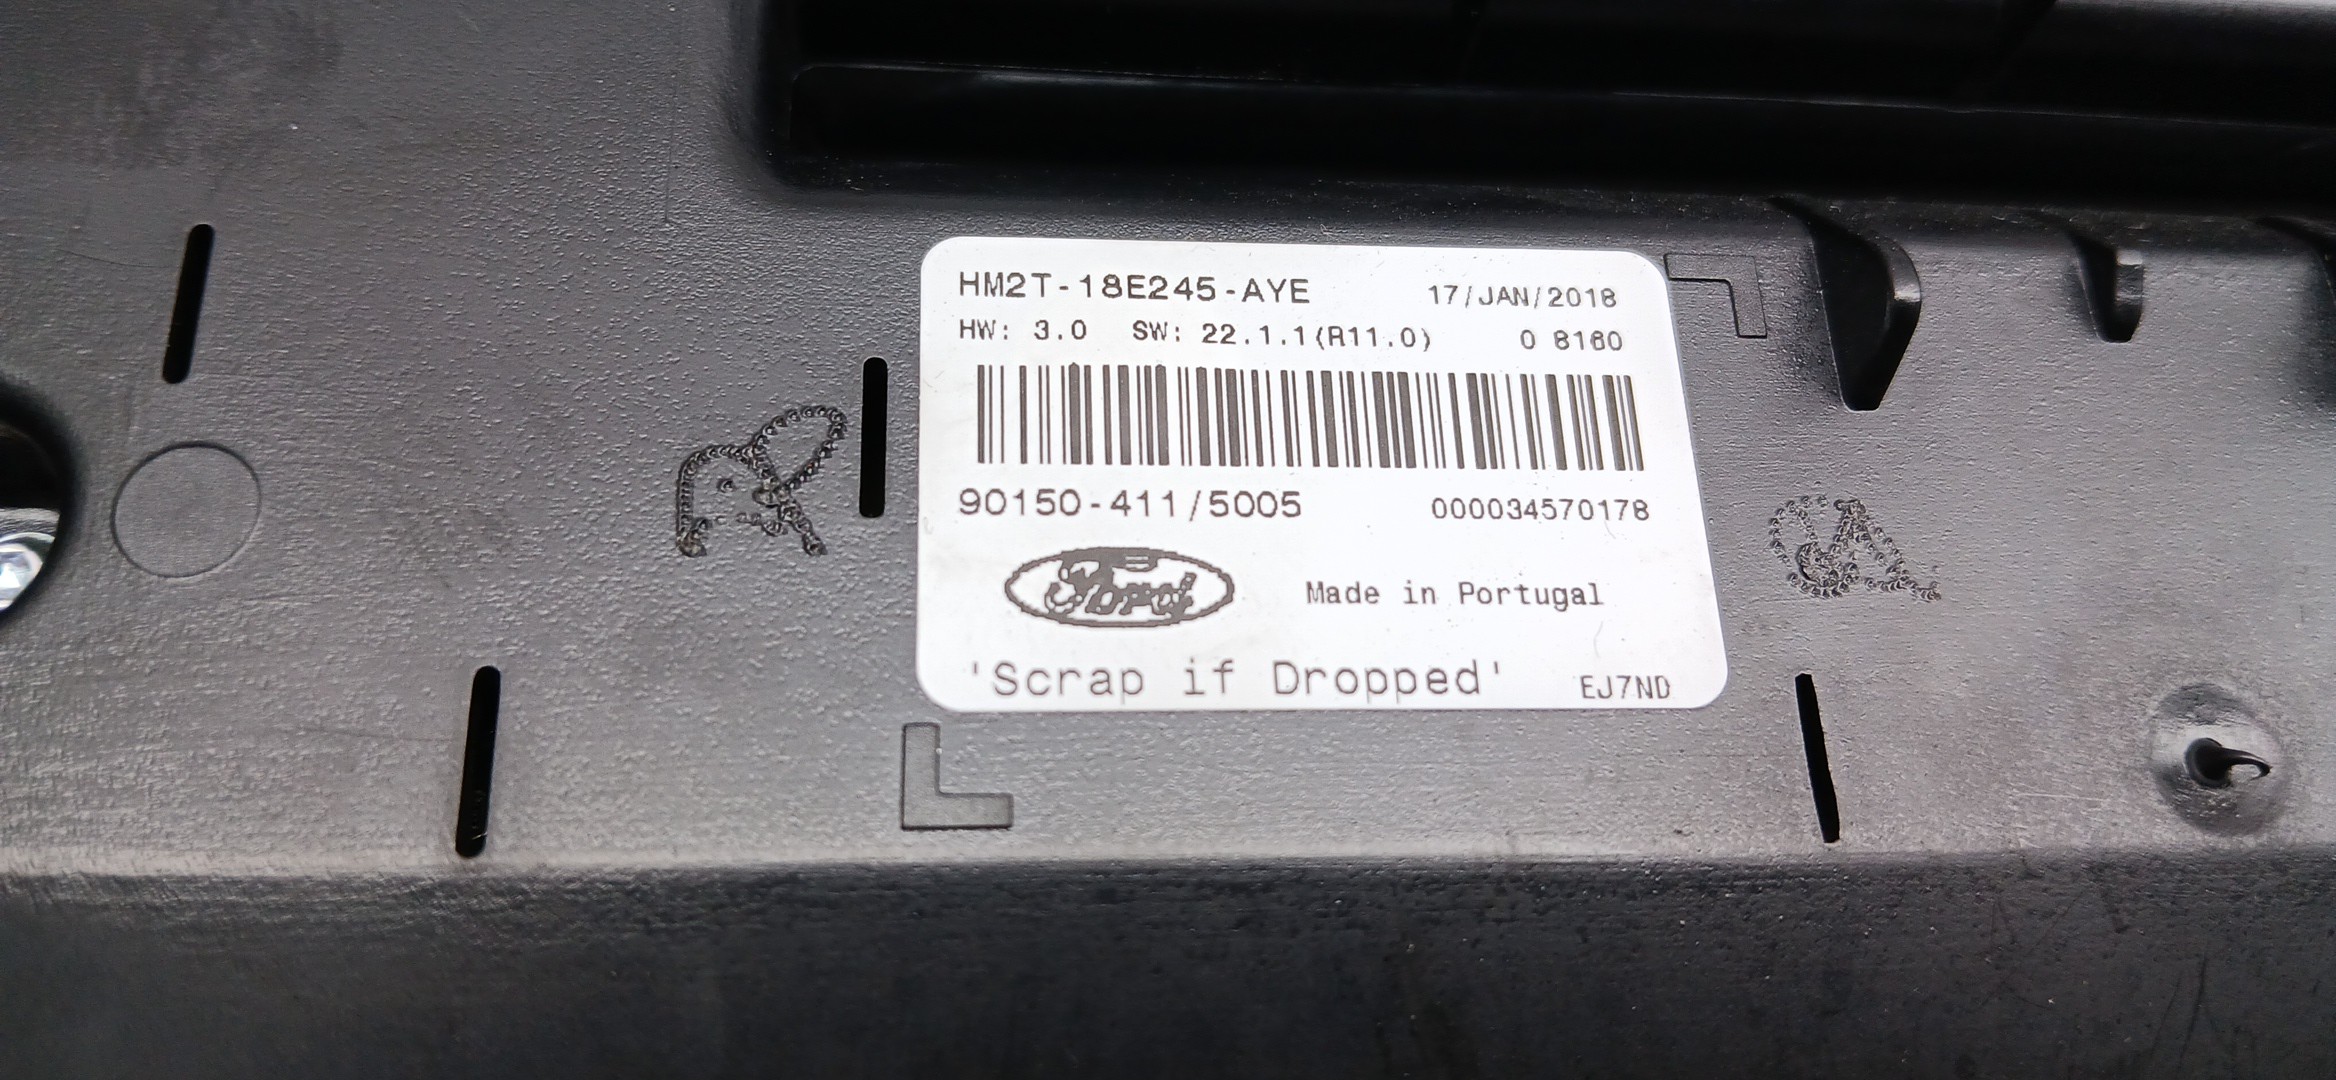 HM2T-18E245-AYE 17/JAN/2018
HW: 3.0 SW: 22.1.1(R11.0) 0 8160
90150-411/5005 000034570178
Ford Made in Portugal
'Scrap if Dropped' EJ7ND